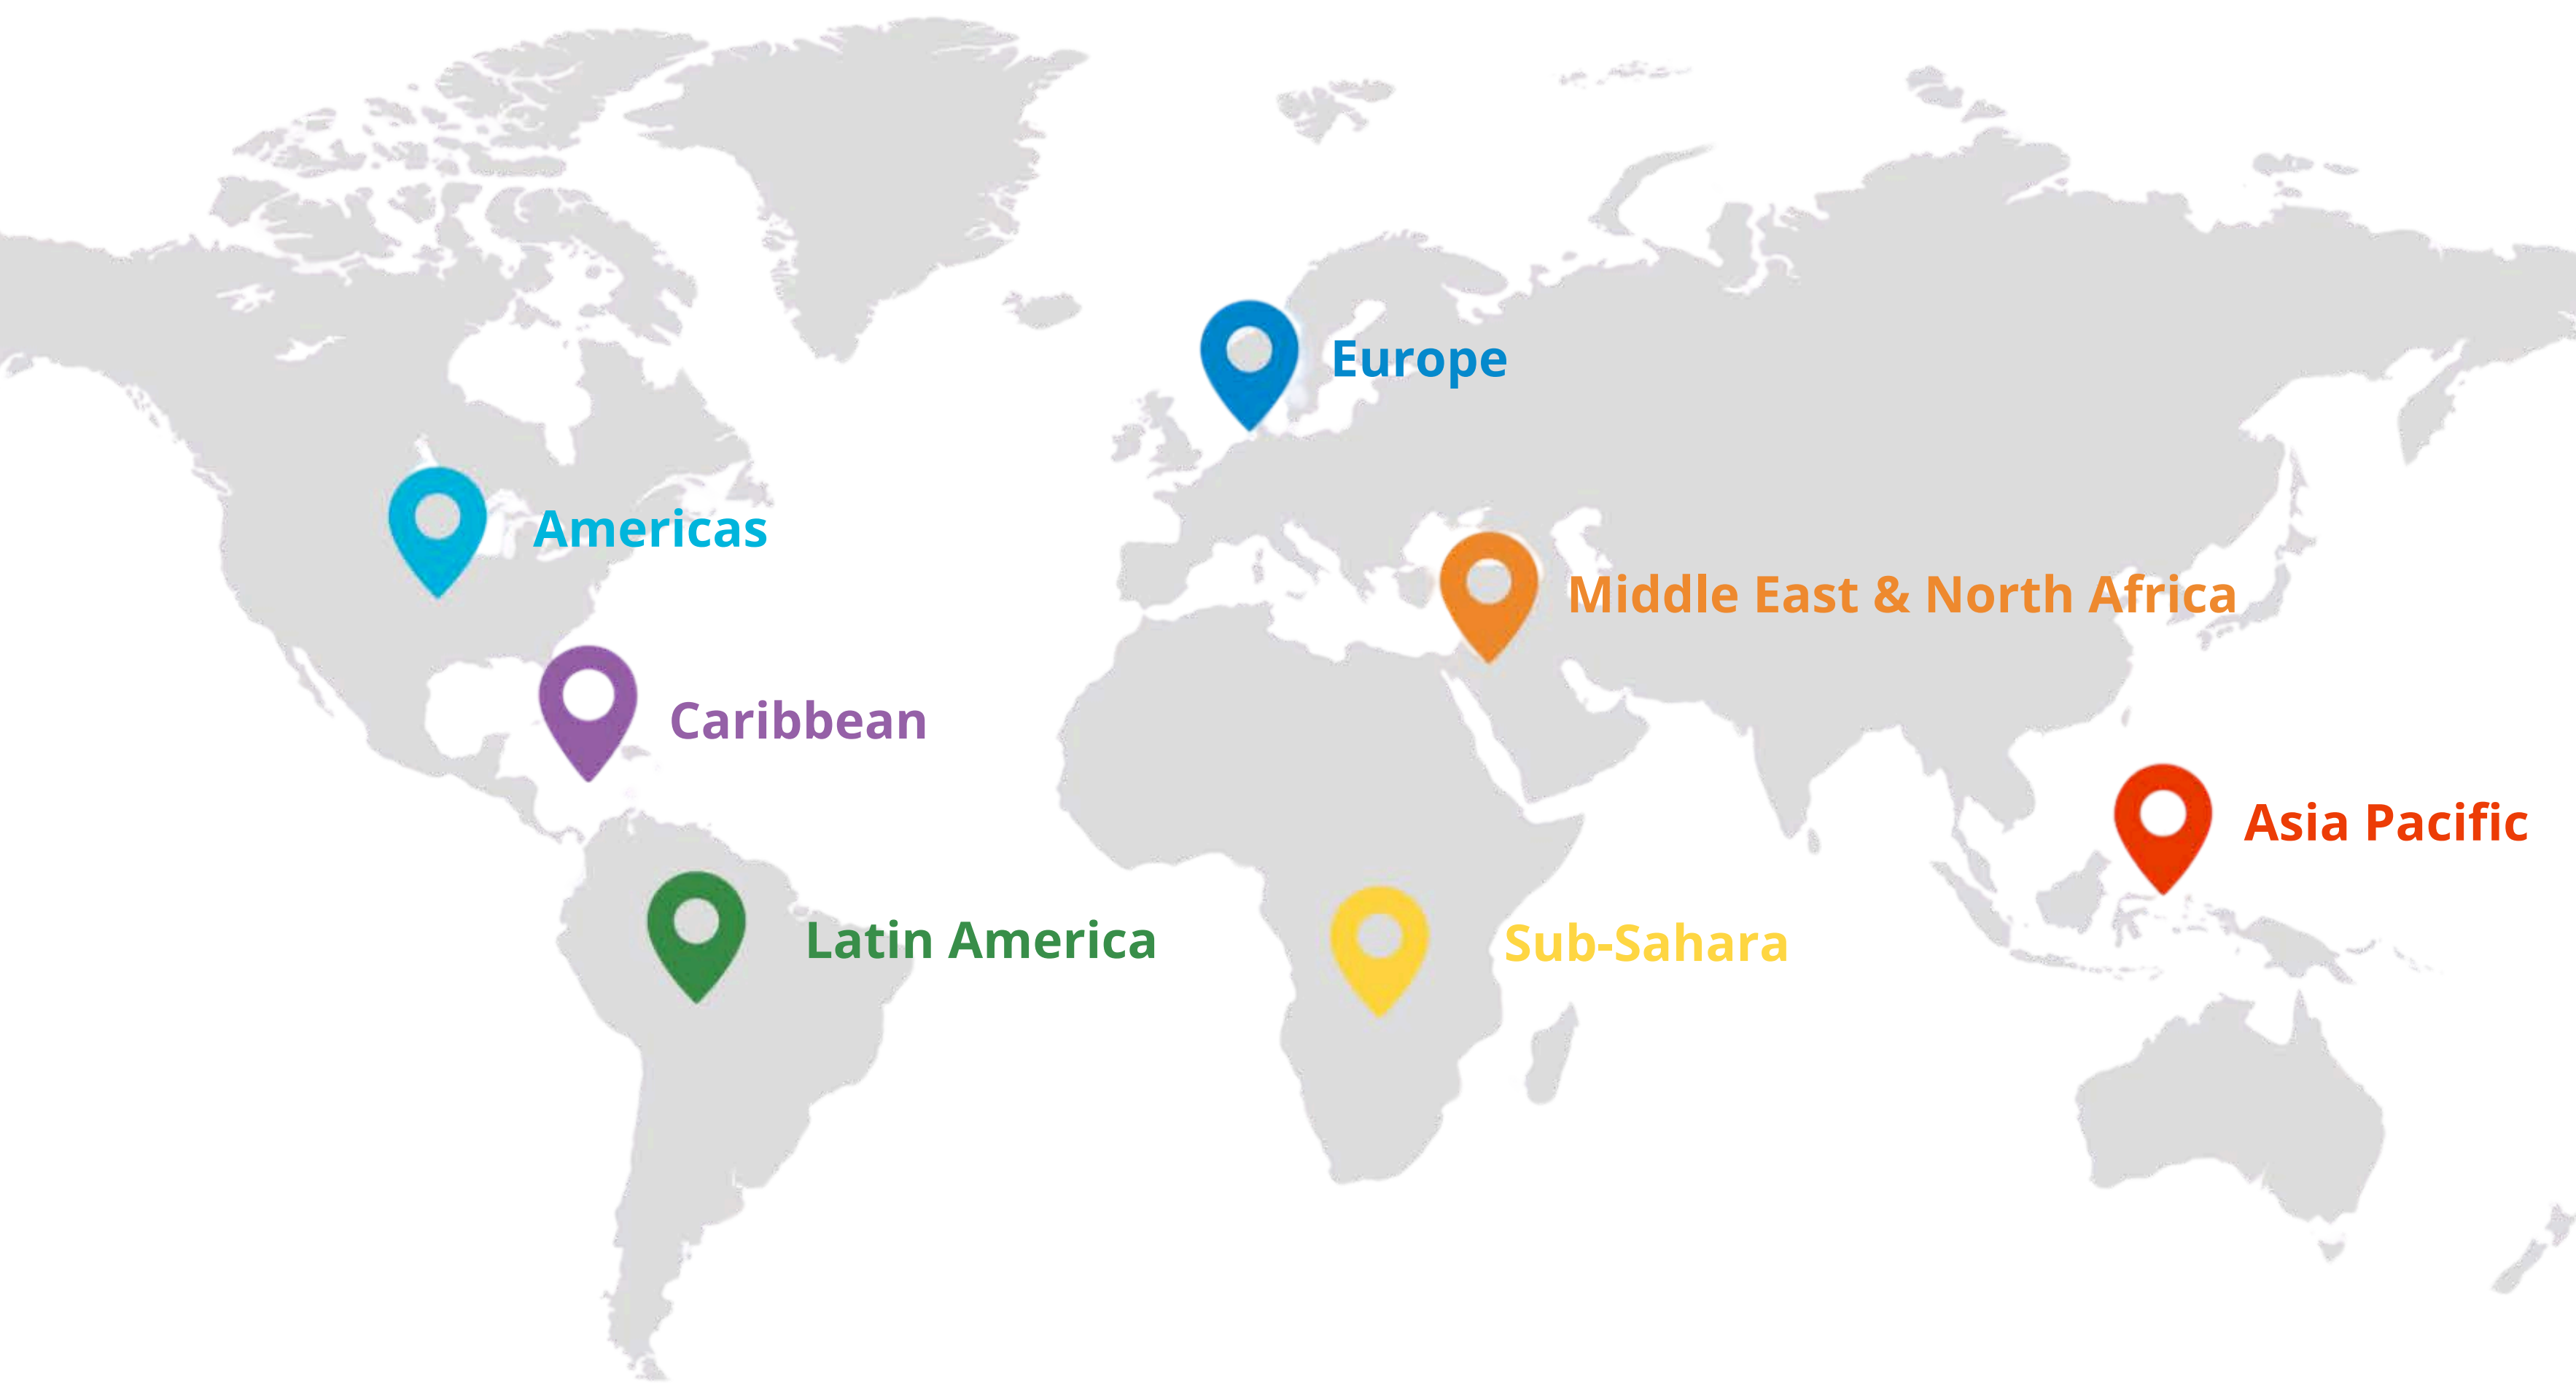 Europe
Americas
Middle East & North Africa
Caribbean
Asia Pacific
Latin America
Sub-Sahara